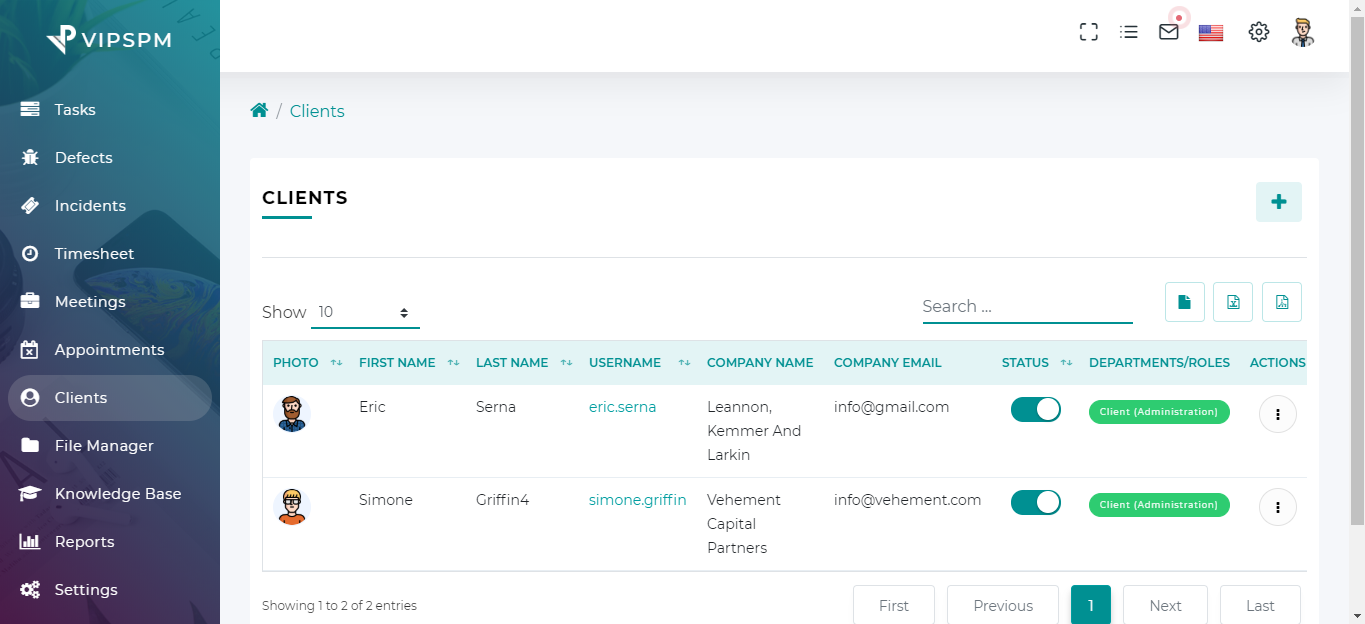 VIPSPM
Tasks
Defects
Incidents
Timesheet
Meetings
Appointments
Clients
File Manager
Knowledge Base
Reports
Settings
/ Clients
CLIENTS
Show 10
Search ...
PHOTO FIRST NAME LAST NAME USERNAME COMPANY NAME COMPANY EMAIL STATUS DEPARTMENTS/ROLES ACTIONS
Eric Serna eric.serna Leannon, info@gmail.com Client (Administration)
Kemmer And
Larkin
Simone Griffin4 simone.griffin Vehement info@vehement.com Client (Administration)
Capital
Partners
Showing 1 to 2 of 2 entries
First Previous 1 Next Last